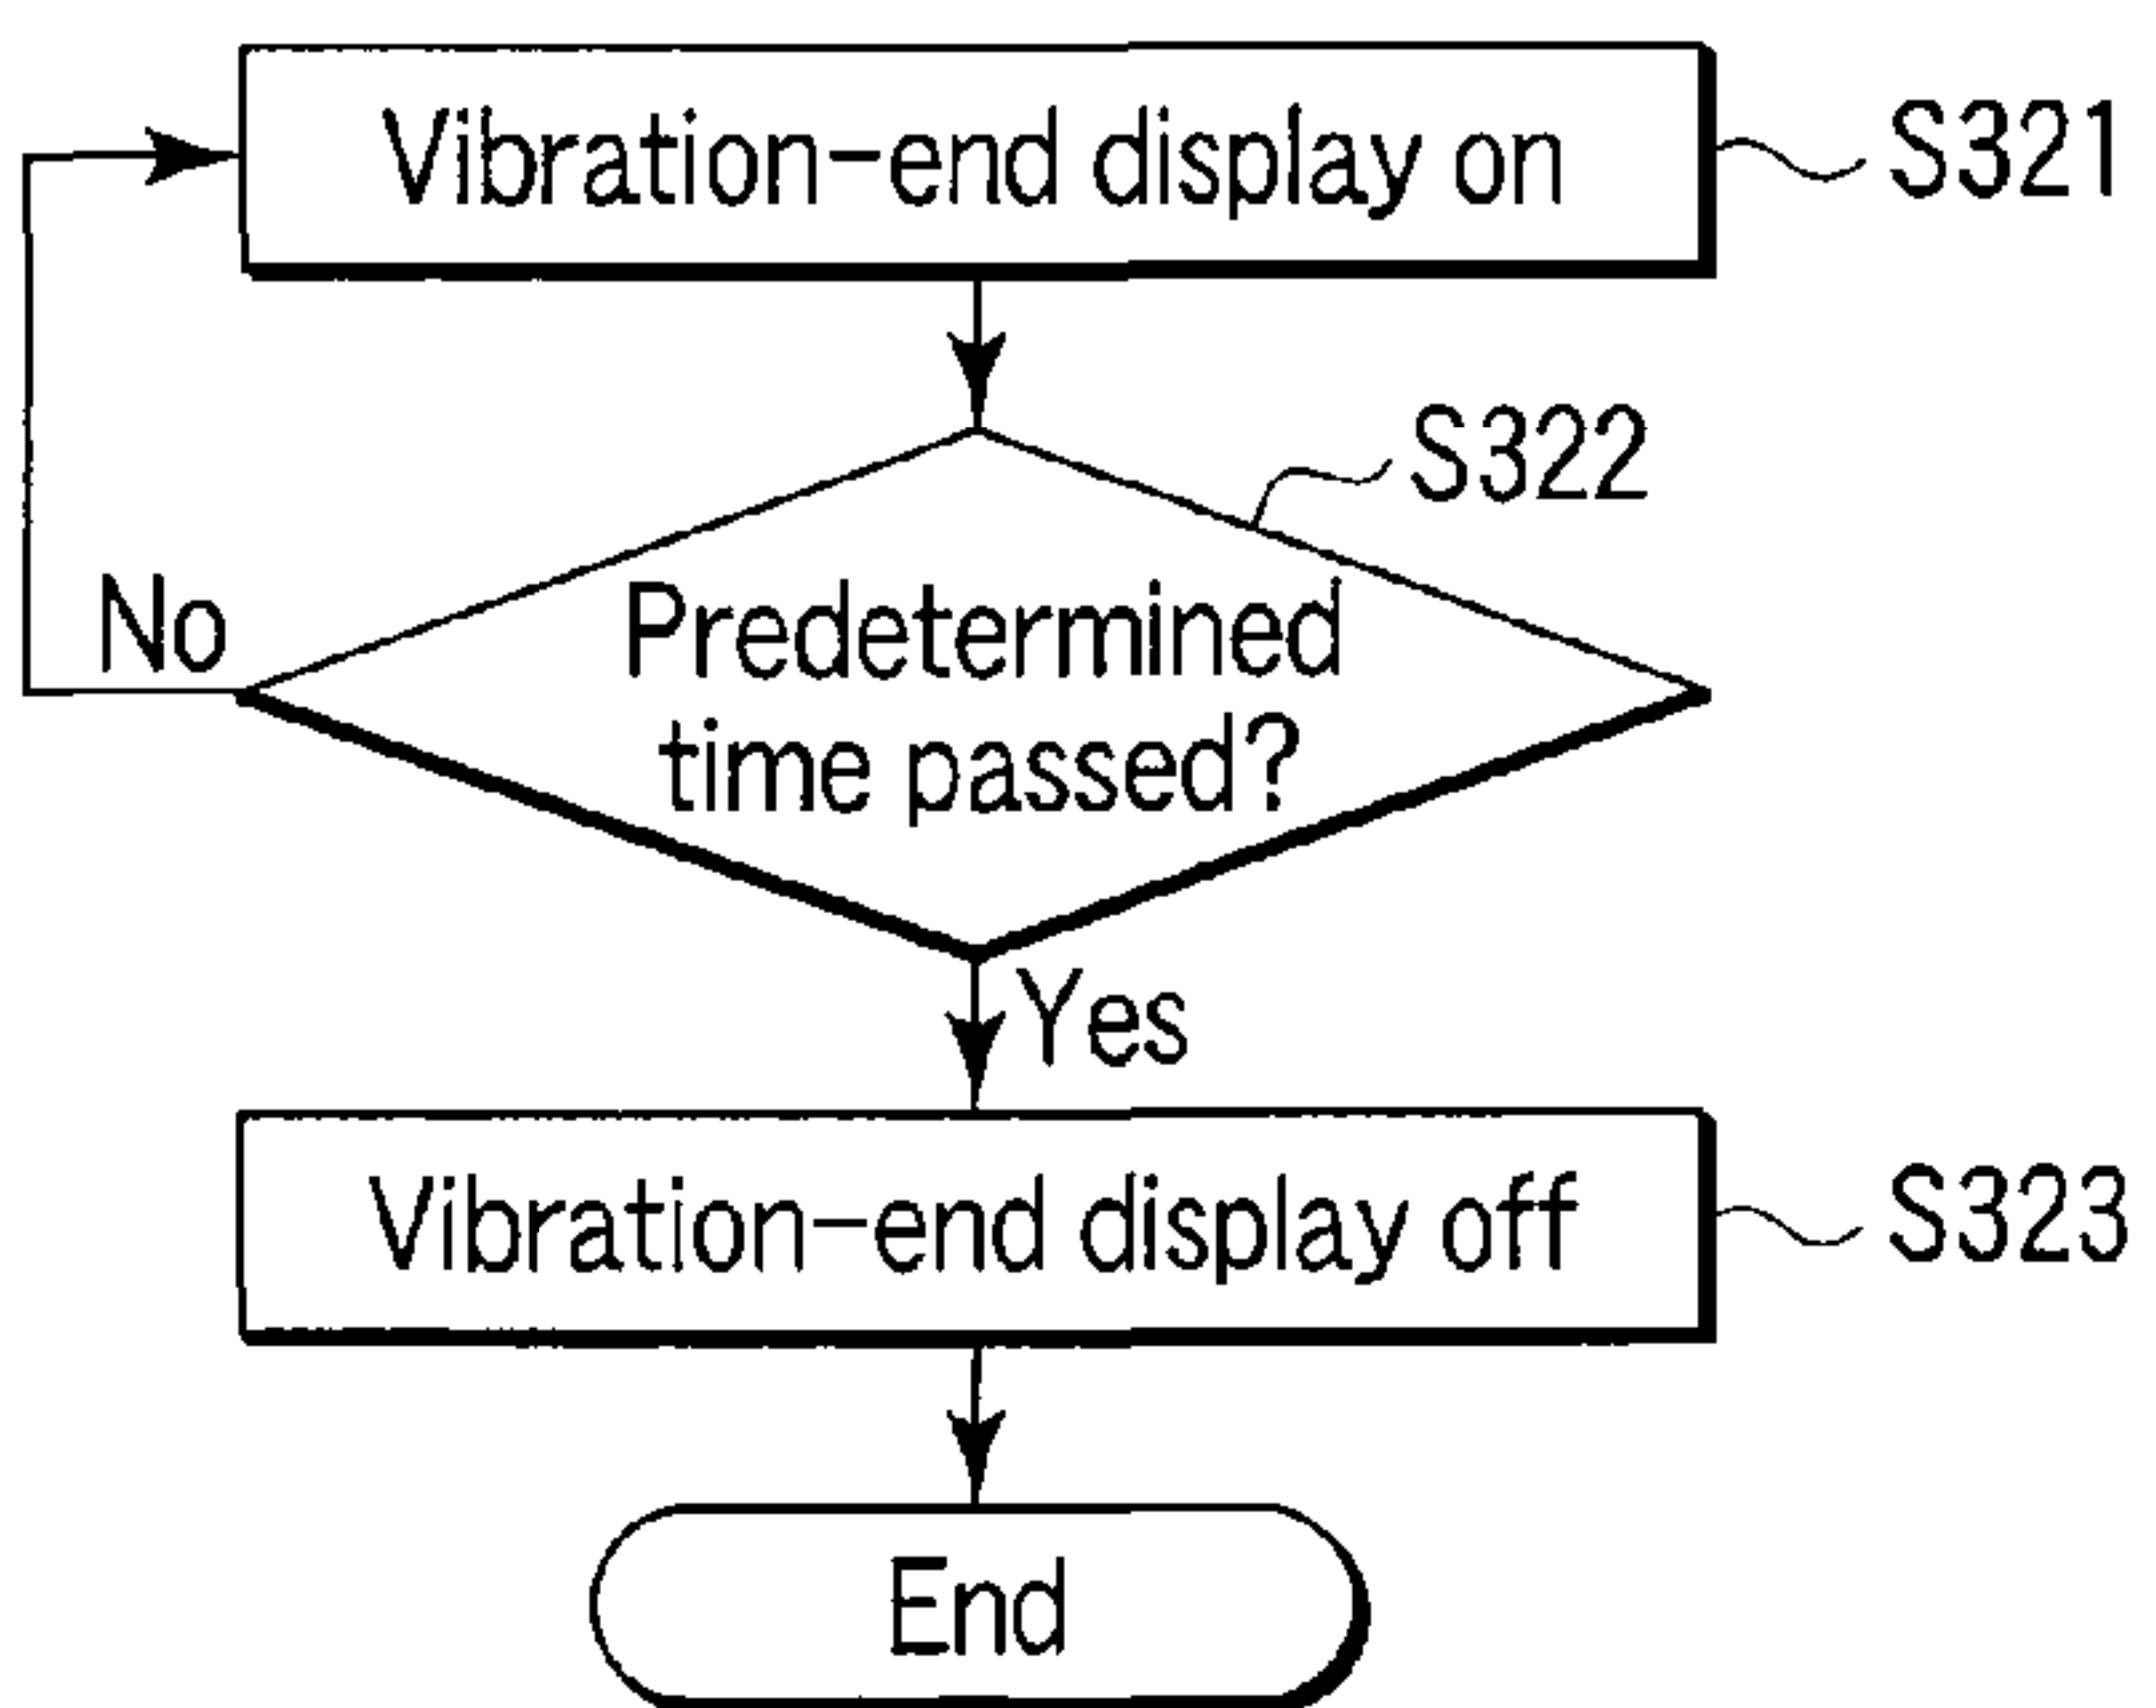 Vibration-end display on
S321
S322
No
Predetermined
time passed?
Yes
Vibration-end display off
S323
End